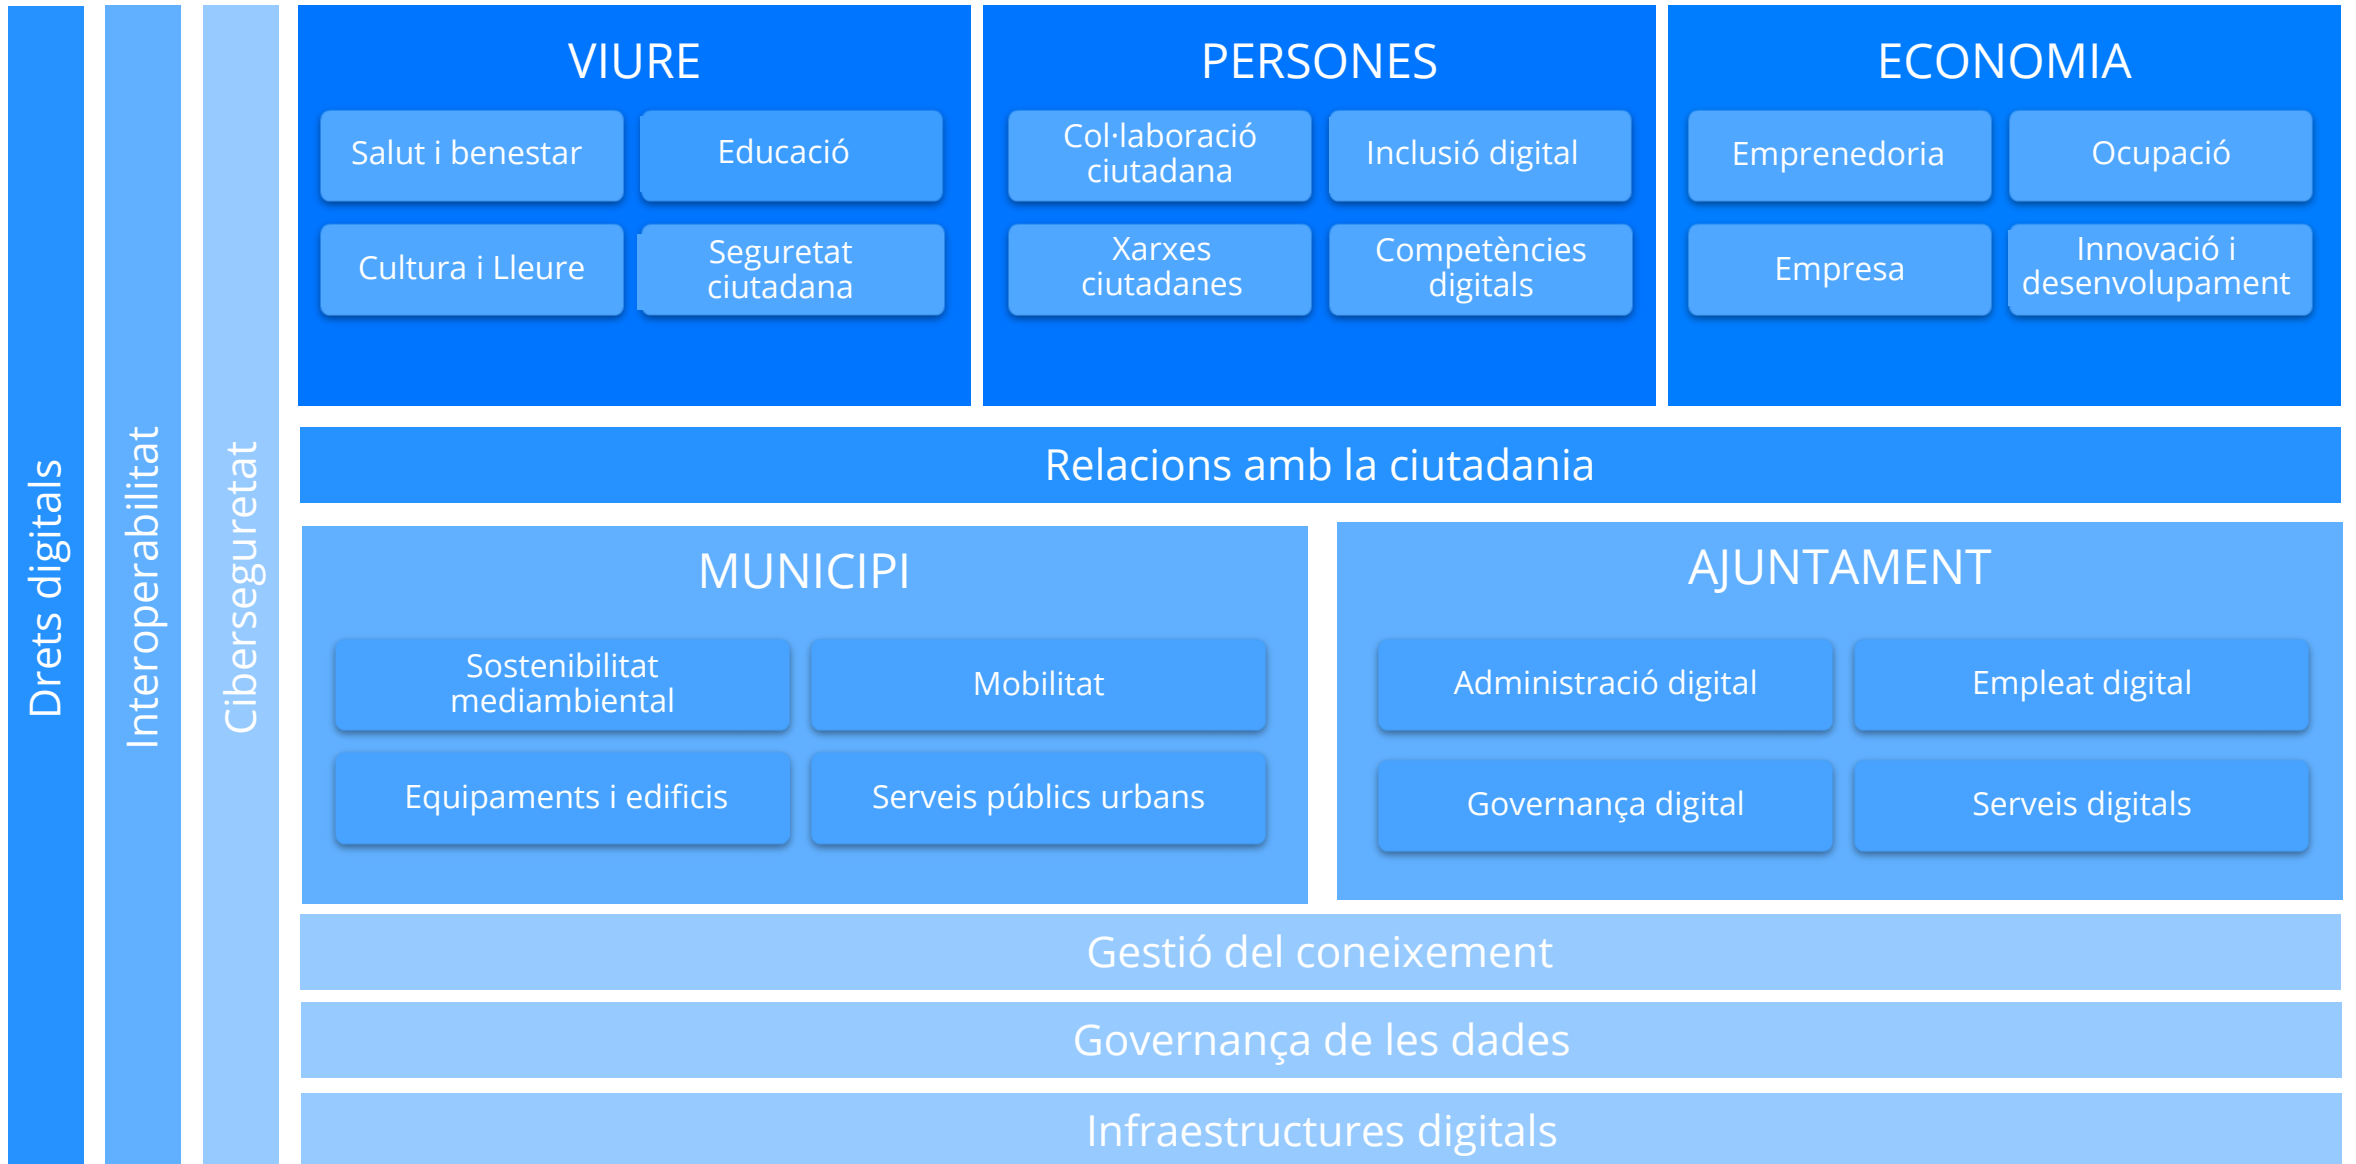 Drets digitals
Interoperabilitat
Ciberseguretat
VIURE
Salut i benestar
Educació
Cultura i Lleure
Seguretat
ciutadana
PERSONES
Col·laboració
ciutadana
Inclusió digital
Xarxes
ciutadanes
Competències
digitals
ECONOMIA
Emprenedoria
Ocupació
Empresa
Innovació i
desenvolupament
Relacions amb la ciutadania
MUNICIPI
Sostenibilitat
mediambiental
Mobilitat
Equipaments i edificis
Serveis públics urbans
AJUNTAMENT
Administració digital
Empleat digital
Governança digital
Serveis digitals
Gestió del coneixement
Governança de les dades
Infraestructures digitals